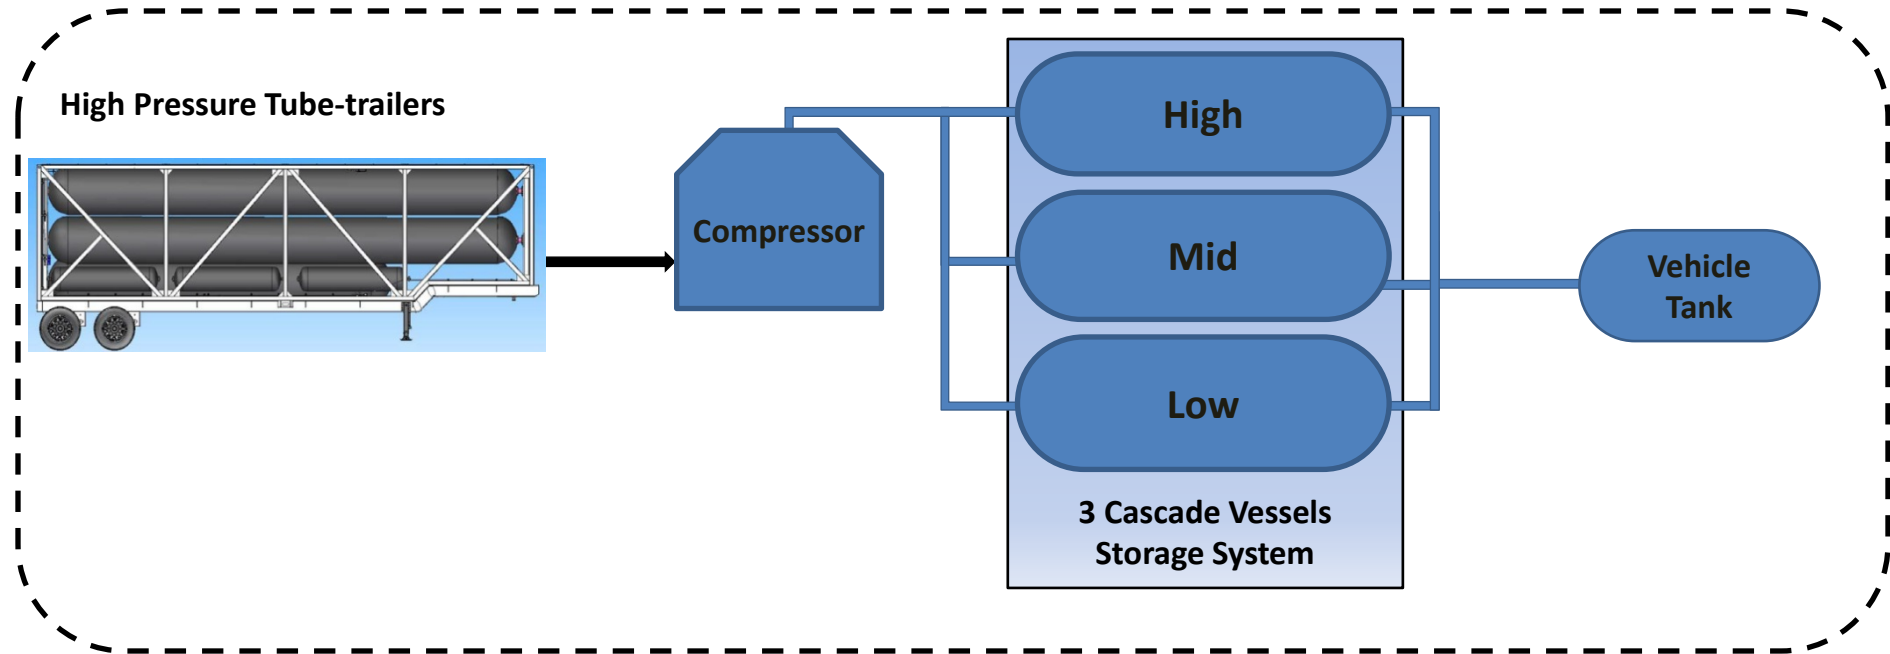 High Pressure Tube-trailers
Compressor
High
Mid
Low
3 Cascade Vessels
Storage System
Vehicle
Tank